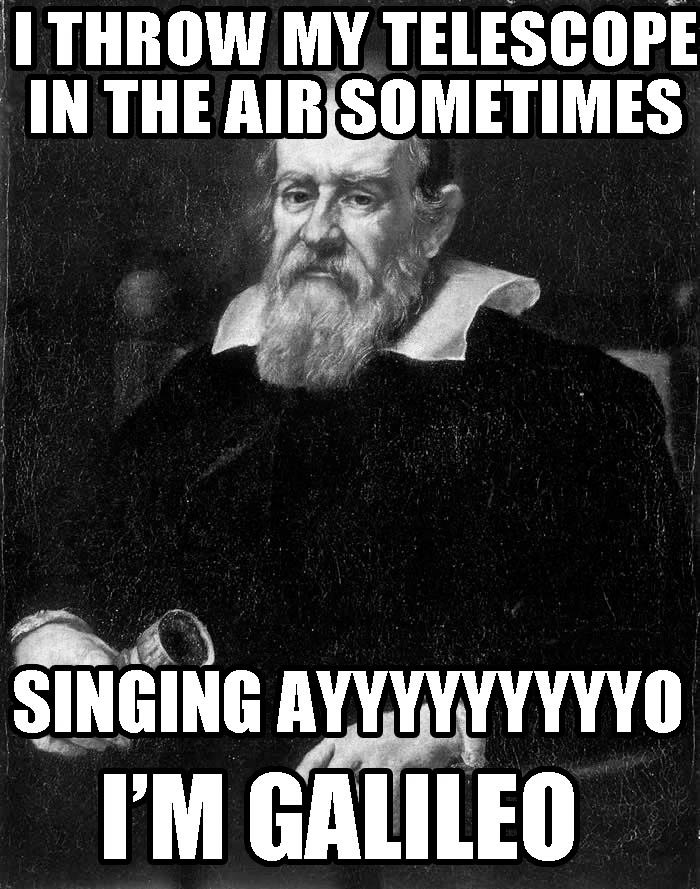 I THROW MY TELESCOPE
IN THE AIR SOMETIMES
SINGING AYYYYYYYYYO
I'M GALILEO